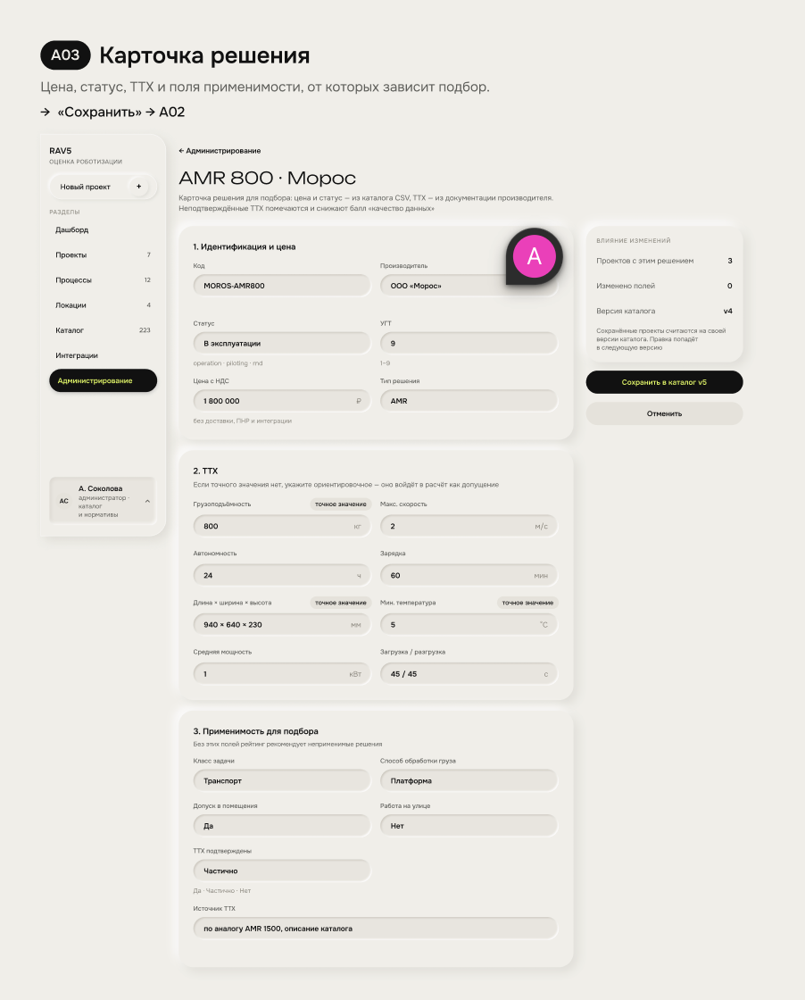 A03 Карточка решения
Цена, статус, ТТХ и поля применимости, от которых зависит подбор.
→ «Сохранить» → A02
RAV5
ОЦЕНКА РОБОТИЗАЦИИ
Новый проект +
РАЗДЕЛЫ
Дашборд
Проекты 7
Процессы 12
Локации 4
Каталог 223
Интеграции
Администрирование
АС
А. Соколова
администратор ·
каталог
и нормативы
← Администрирование
AMR 800 · Морос
Карточка решения для подбора: цена и статус — из каталога CSV, ТТХ — из документации производителя.
Неподтверждённые ТТХ помечаются и снижают балл «качество данных»
1. Идентификация и цена
A
Код Производитель
MOROS-AMR800 ООО «Морос»
Статус УГТ
В эксплуатации 9
operation · piloting · rnd 1–9
Цена с НДС Тип решения
1 800 000 ₽ AMR
без доставки, ПНР и интеграции
2. ТТХ
Если точного значения нет, укажите ориентировочное — оно войдёт в расчёт как допущение
Грузоподъёмность точное значение Макс. скорость
800 кг 2 м/с
Автономность Зарядка
24 ч 60 мин
Длина × ширина × высота точное значение Мин. температура точное значение
940 × 640 × 230 мм 5 °C
Средняя мощность Загрузка / разгрузка
1 кВт 45 / 45 с
3. Применимость для подбора
Без этих полей рейтинг рекомендует неприменимые решения
Класс задачи Способ обработки груза
Транспорт Платформа
Допуск в помещения Работа на улице
Да Нет
ТТХ подтверждены
Частично
Да · Частично · Нет
Источник ТТХ
по аналогу AMR 1500, описание каталога
ВЛИЯНИЕ ИЗМЕНЕНИЙ
Проектов с этим решением 3
Изменено полей 0
Версия каталога v4
Сохранённые проекты считаются на своей
версии каталога. Правка попадёт
в следующую версию
Сохранить в каталог v5
Отменить